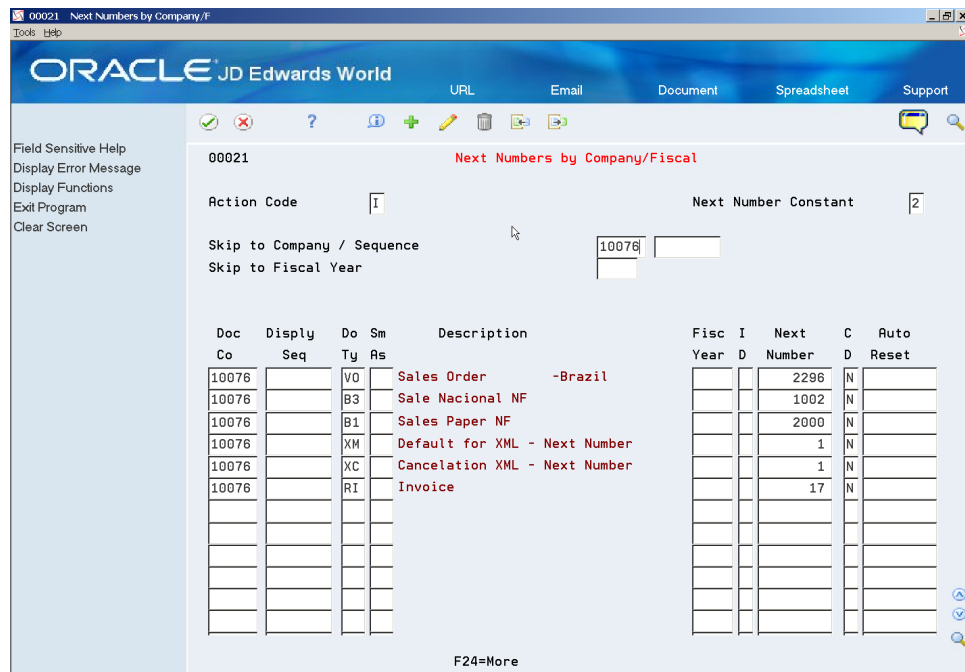 00021 Next Numbers by Company/F
Tools Help
ORACLE JD Edwards World
URL Email Document Spreadsheet Support
Field Sensitive Help
Display Error Message
Display Functions
Exit Program
Clear Screen
00021 Next Numbers by Company/Fiscal
Action Code I Next Number Constant 2
Skip to Company / Sequence 10076
Skip to Fiscal Year
Doc Disply Do Sm Description Fisc I Next C Auto
Co Seq Ty As Year D Number D Reset
10076 VO Sales Order -Brazil 2296 N
10076 B3 Sale Nacional NF 1002 N
10076 B1 Sales Paper NF 2000 N
10076 XM Default for XML - Next Number 1 N
10076 XC Cancelation XML - Next Number 1 N
10076 RI Invoice 17 N
F24=More